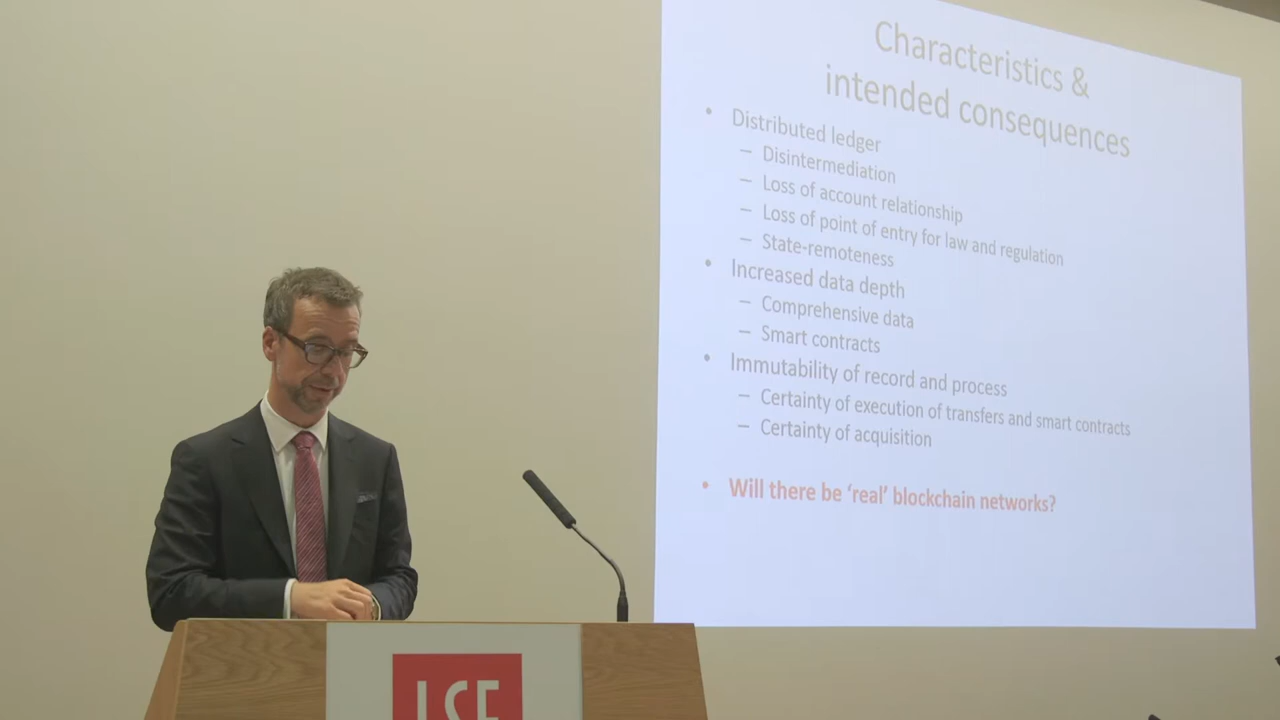 Characteristics &
intended consequences
• Distributed ledger
– Disintermediation
– Loss of account relationship
– Loss of point of entry for law and regulation
– State-remoteness
• Increased data depth
– Comprehensive data
– Smart contracts
• Immutability of record and process
– Certainty of execution of transfers and smart contracts
– Certainty of acquisition
• Will there be ‘real’ blockchain networks?
LSE